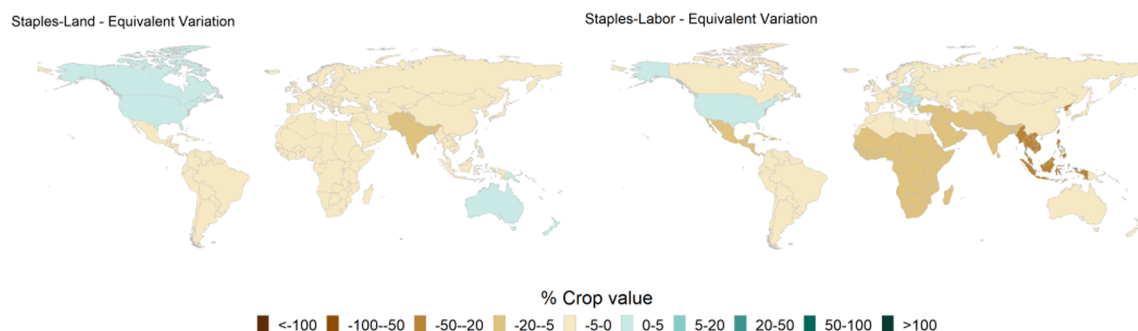 Staples-Land - Equivalent Variation
Staples-Labor - Equivalent Variation
% Crop value
<-100 -100--50 -50--20 -20--5 -5-0 0-5 5-20 20-50 50-100 >100